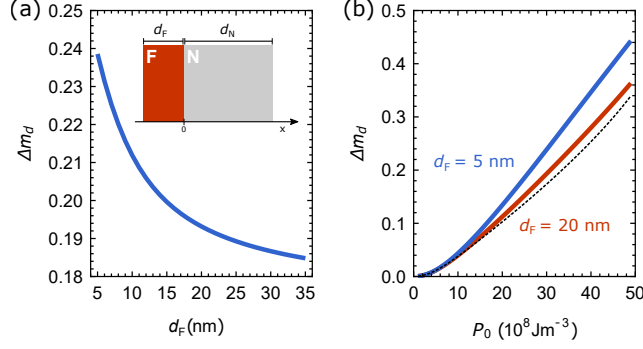 (a)
0.25
0.24
0.23
0.22
0.21
0.20
0.19
0.18
Δm_d
5 10 15 20 25 30 35
d_F(nm)
d_F d_N
F N
0 x
(b)
0.5
0.4
0.3
0.2
0.1
0.0
Δm_d
d_F = 5 nm
d_F = 20 nm
0 10 20 30 40 50
P_0 (10^8Jm^−3)